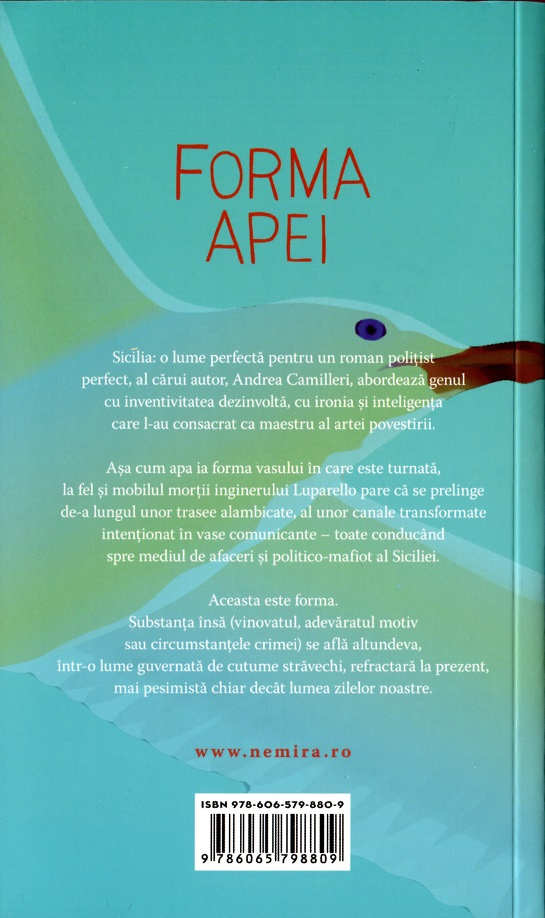 FORMA
APEI
Sicilia: o lume perfectă pentru un roman polițist
perfect, al cărui autor, Andrea Camilleri, abordează genul
cu inventivitatea dezinvoltă, cu ironia și inteligența
care l-au consacrat ca maestru al artei povestirii.
Așa cum apa ia forma vasului în care este turnată,
la fel și mobilul morții inginerului Luparello pare că se prelinge
de-a lungul unor trasee alambicate, al unor canale transformate
intenționat în vase comunicante – toate conducând
spre mediul de afaceri și politico-mafiot al Siciliei.
Aceasta este forma.
Substanța însă (vinovatul, adevăratul motiv
sau circumstanțele crimei) se află altundeva,
într-o lume guvernată de cutume străvechi, refractară la prezent,
mai pesimistă chiar decât lumea zilelor noastre.
www.nemira.ro
ISBN 978-606-579-880-9
9 786065 798809